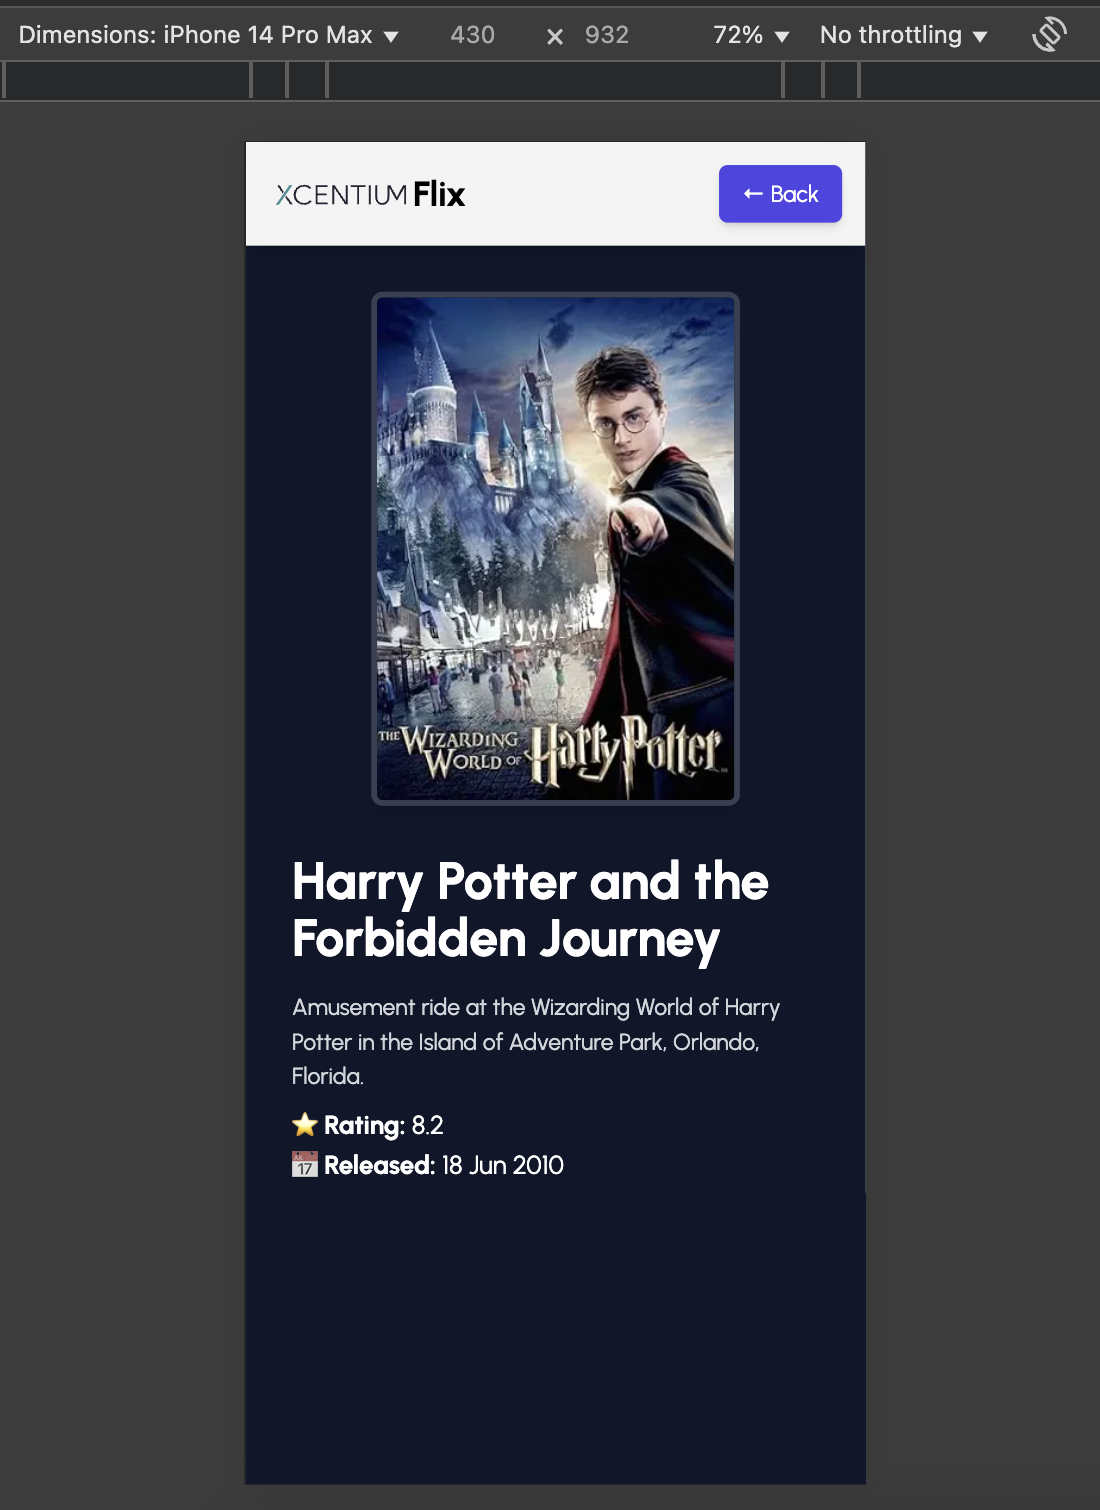 Dimensions: iPhone 14 Pro Max ▼ 430 × 932 72% ▼ No throttling ▼
XCENTIUM Flix ← Back
THE WIZARDING WORLD OF Harry Potter
Harry Potter and the
Forbidden Journey
Amusement ride at the Wizarding World of Harry
Potter in the Island of Adventure Park, Orlando,
Florida.
⭐ Rating: 8.2
📅 Released: 18 Jun 2010